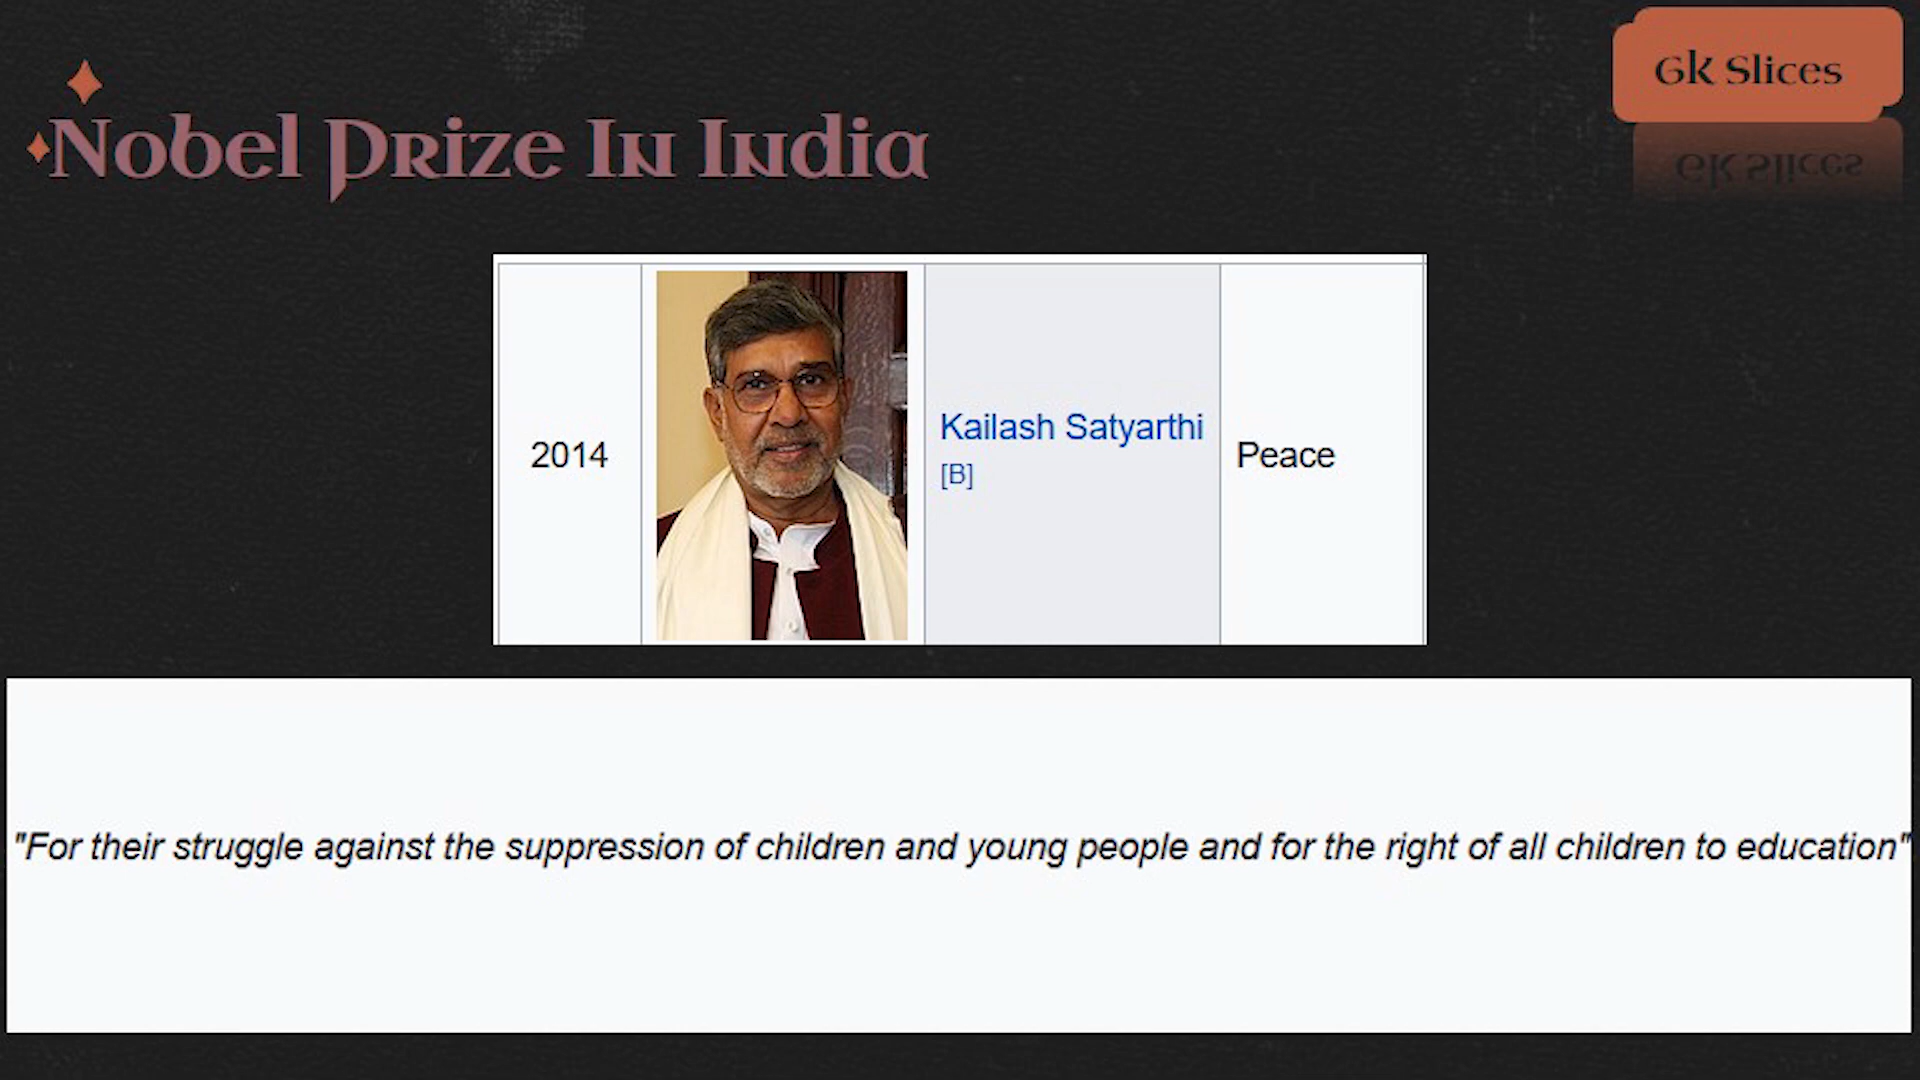 Gk Slices
Nobel Prize In India
2014
Kailash Satyarthi
[B]
Peace
"For their struggle against the suppression of children and young people and for the right of all children to education"